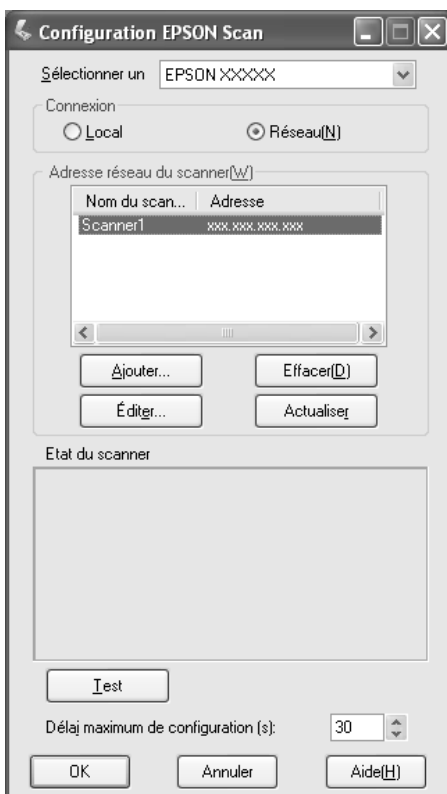 Configuration EPSON Scan
Sélectionner un EPSON XXXXX
Connexion
Local Réseau(N)
Adresse réseau du scanner(W)
Nom du scan... Adresse
Scanner1 xxx.xxx.xxx.xxx
Ajouter... Effacer(D)
Éditer... Actualiser
Etat du scanner
Test
Délai maximum de configuration (s): 30
OK Annuler Aide(H)